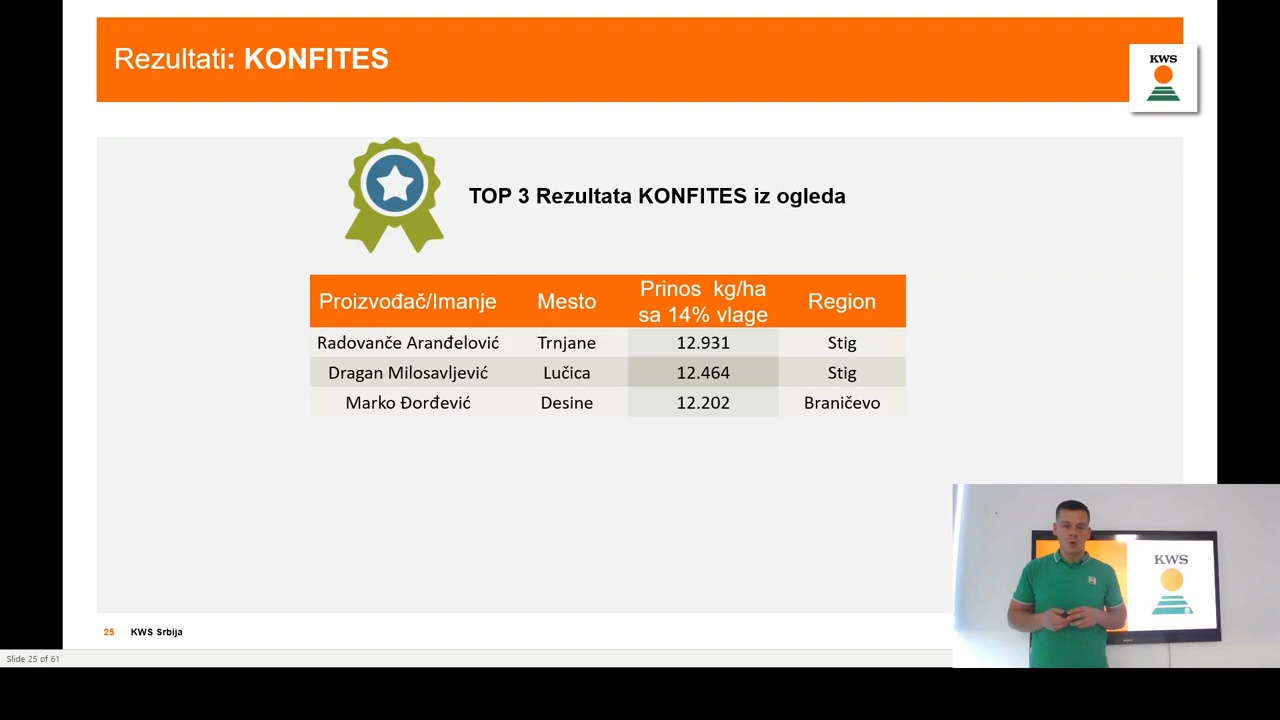 Rezultati: KONFITES
KWS
TOP 3 Rezultata KONFITES iz ogleda
Proizvođač/Imanje Mesto Prinos kg/ha sa 14% vlage Region
Radovanče Aranđelović Trnjane 12.931 Stig
Dragan Milosavljević Lučica 12.464 Stig
Marko Đorđević Desine 12.202 Braničevo
KWS
25 KWS Srbija
Slide 25 of 61